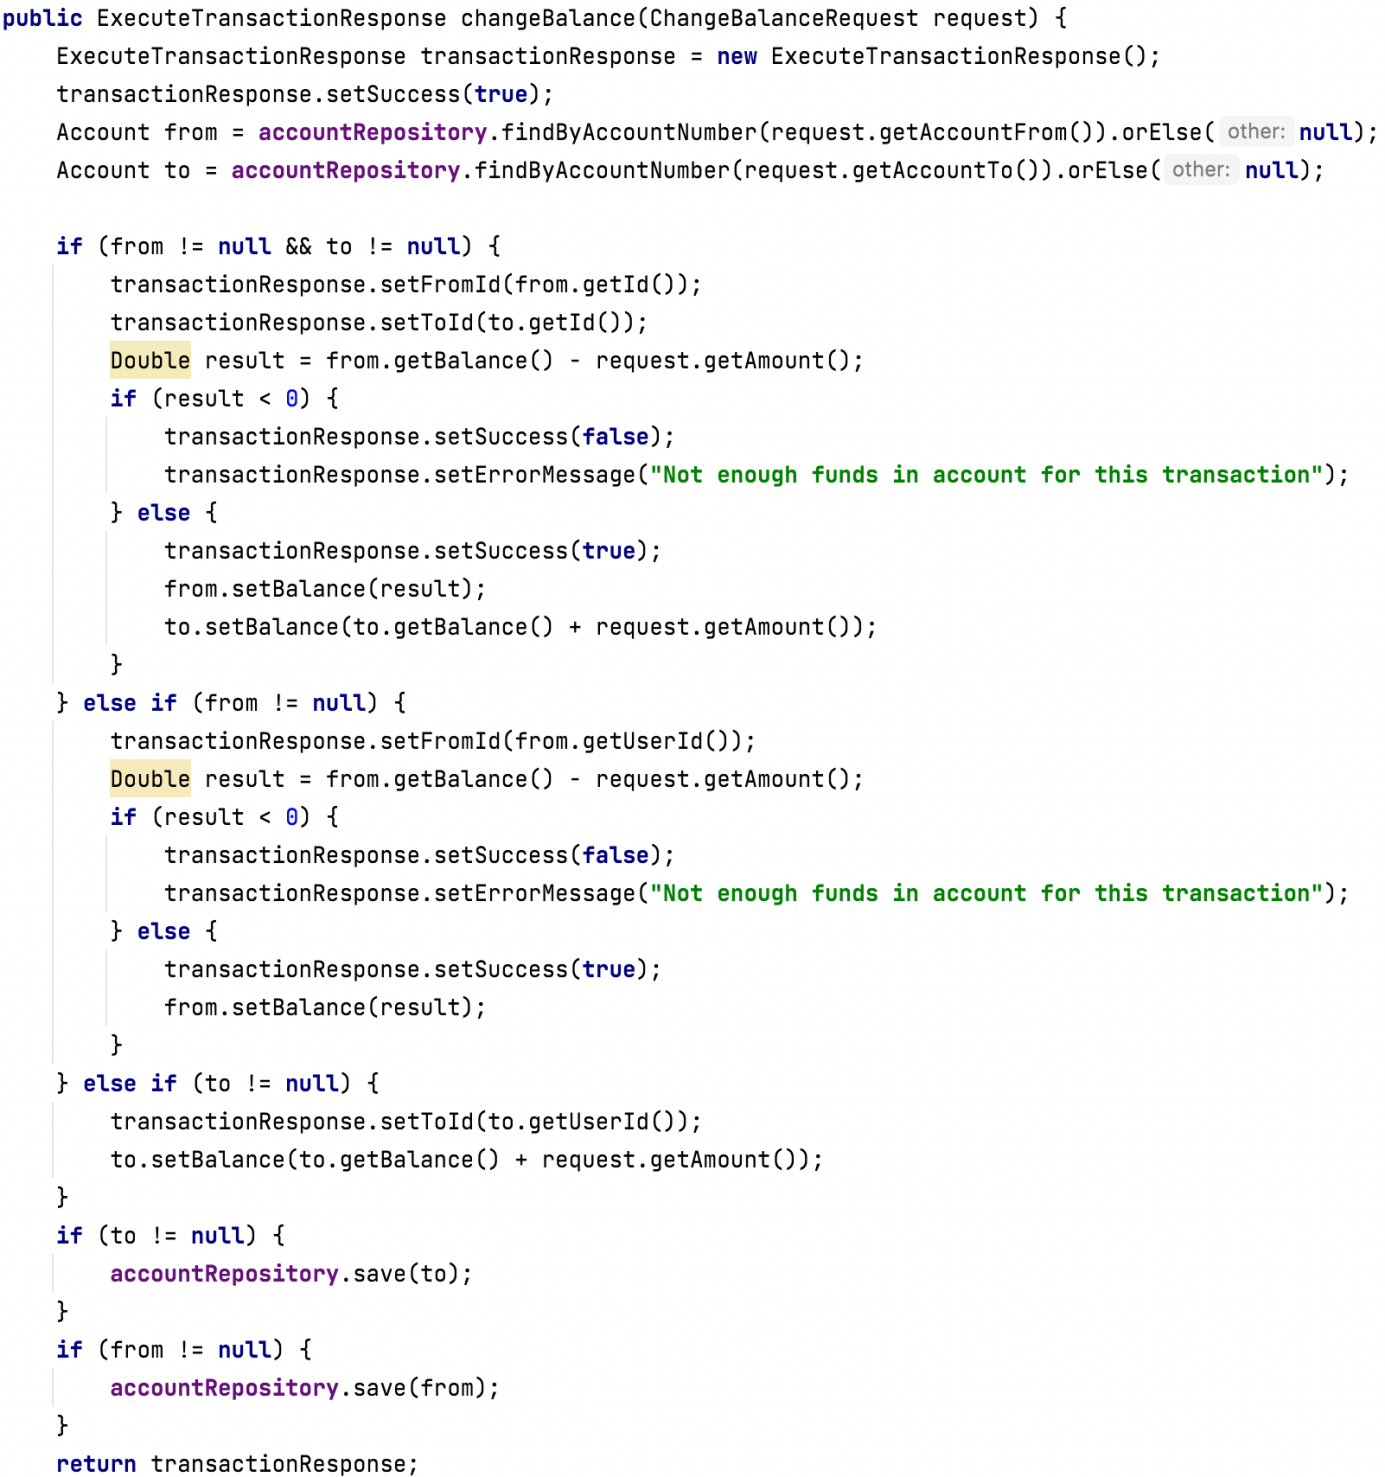 public ExecuteTransactionResponse changeBalance(ChangeBalanceRequest request) {
    ExecuteTransactionResponse transactionResponse = new ExecuteTransactionResponse();
    transactionResponse.setSuccess(true);
    Account from = accountRepository.findByAccountNumber(request.getAccountFrom()).orElse( other: null);
    Account to = accountRepository.findByAccountNumber(request.getAccountTo()).orElse( other: null);

    if (from != null && to != null) {
        transactionResponse.setFromId(from.getId());
        transactionResponse.setToId(to.getId());
        Double result = from.getBalance() - request.getAmount();
        if (result < 0) {
            transactionResponse.setSuccess(false);
            transactionResponse.setErrorMessage("Not enough funds in account for this transaction");
        } else {
            transactionResponse.setSuccess(true);
            from.setBalance(result);
            to.setBalance(to.getBalance() + request.getAmount());
        }
    } else if (from != null) {
        transactionResponse.setFromId(from.getUserId());
        Double result = from.getBalance() - request.getAmount();
        if (result < 0) {
            transactionResponse.setSuccess(false);
            transactionResponse.setErrorMessage("Not enough funds in account for this transaction");
        } else {
            transactionResponse.setSuccess(true);
            from.setBalance(result);
        }
    } else if (to != null) {
        transactionResponse.setToId(to.getUserId());
        to.setBalance(to.getBalance() + request.getAmount());
    }
    if (to != null) {
        accountRepository.save(to);
    }
    if (from != null) {
        accountRepository.save(from);
    }
    return transactionResponse;